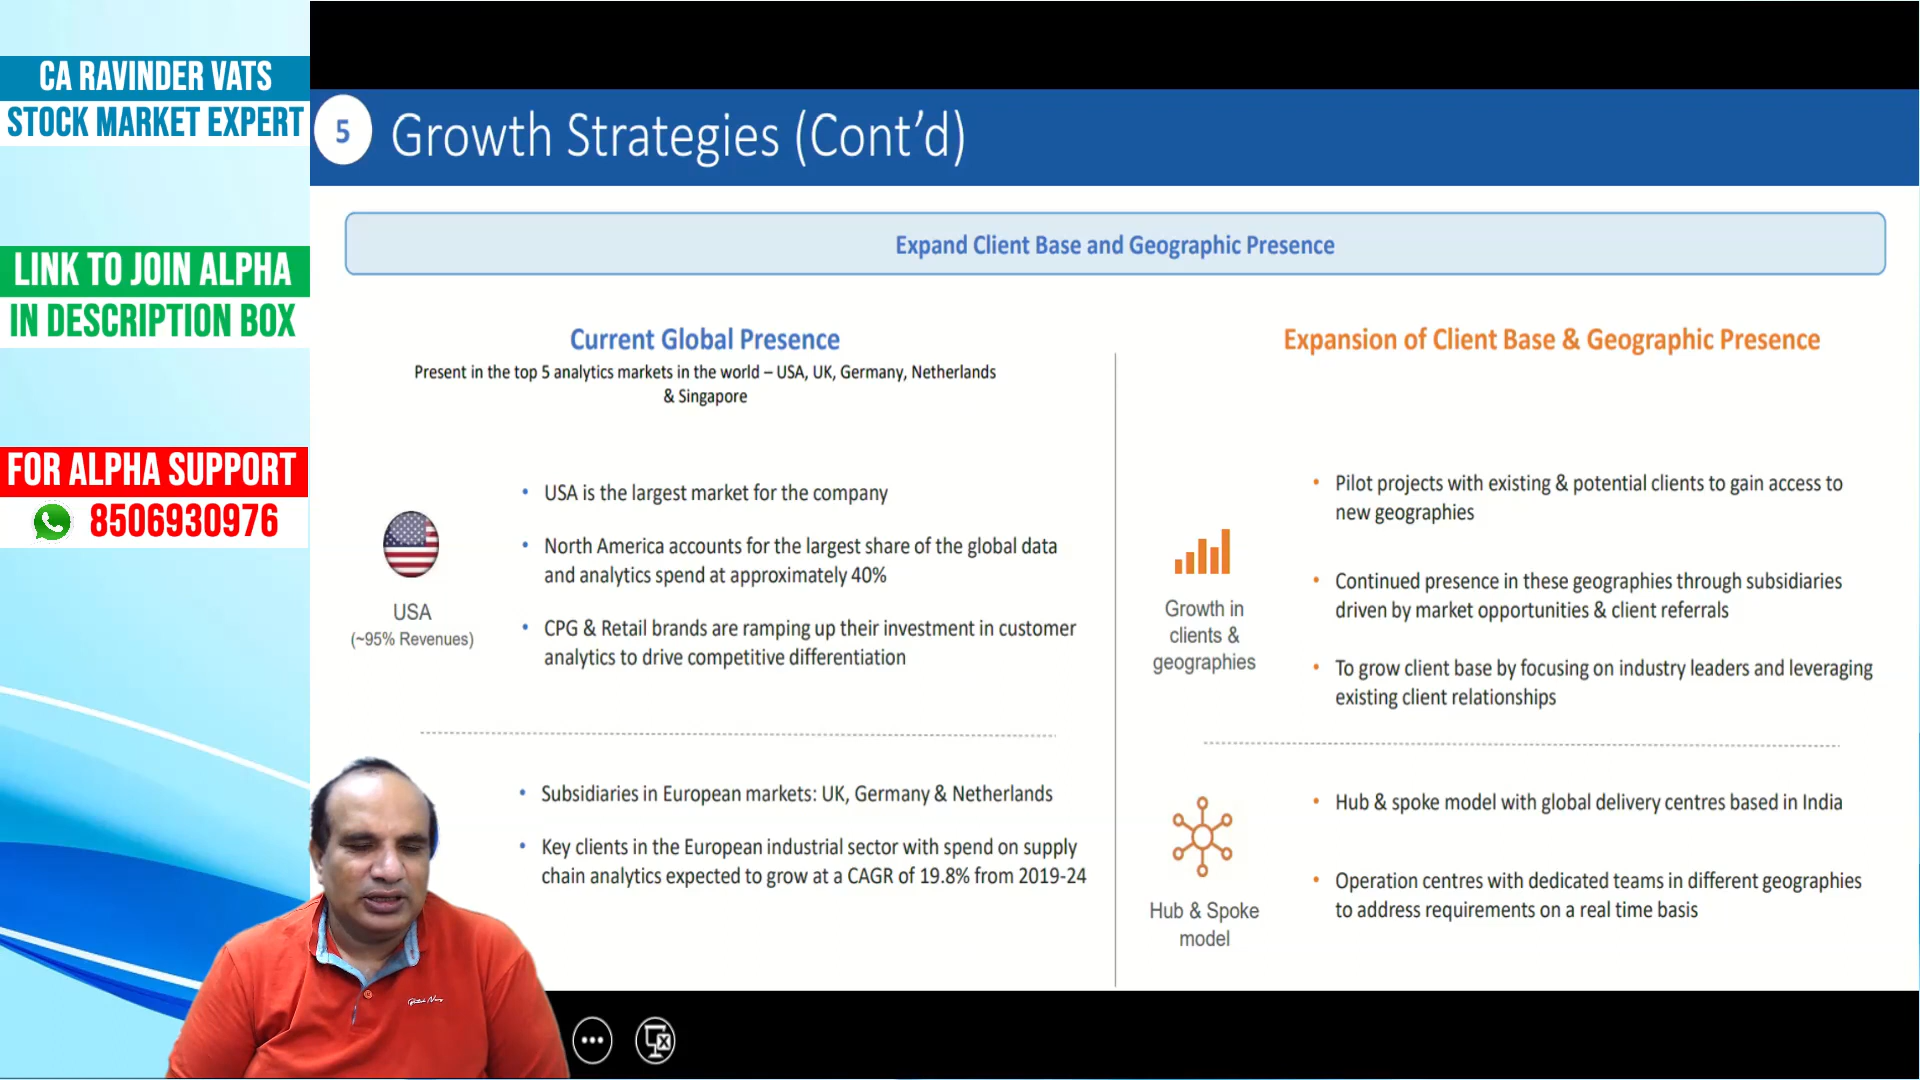 CA RAVINDER VATS
STOCK MARKET EXPERT
LINK TO JOIN ALPHA
IN DESCRIPTION BOX
FOR ALPHA SUPPORT
8506930976
5
Growth Strategies (Cont’d)
Expand Client Base and Geographic Presence
Current Global Presence
Present in the top 5 analytics markets in the world – USA, UK, Germany, Netherlands
& Singapore
USA
(~95% Revenues)
• USA is the largest market for the company
• North America accounts for the largest share of the global data
and analytics spend at approximately 40%
• CPG & Retail brands are ramping up their investment in customer
analytics to drive competitive differentiation
• Subsidiaries in European markets: UK, Germany & Netherlands
• Key clients in the European industrial sector with spend on supply
chain analytics expected to grow at a CAGR of 19.8% from 2019-24
Expansion of Client Base & Geographic Presence
Growth in
clients &
geographies
• Pilot projects with existing & potential clients to gain access to
new geographies
• Continued presence in these geographies through subsidiaries
driven by market opportunities & client referrals
• To grow client base by focusing on industry leaders and leveraging
existing client relationships
Hub & Spoke
model
• Hub & spoke model with global delivery centres based in India
• Operation centres with dedicated teams in different geographies
to address requirements on a real time basis